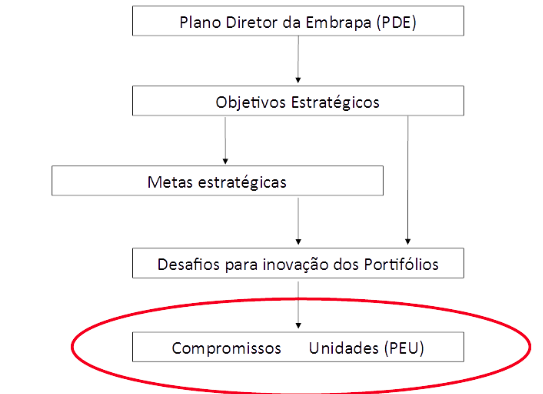 Plano Diretor da Embrapa (PDE)
Objetivos Estratégicos
Metas estratégicas
Desafios para inovação dos Portifólios
Compromissos Unidades (PEU)